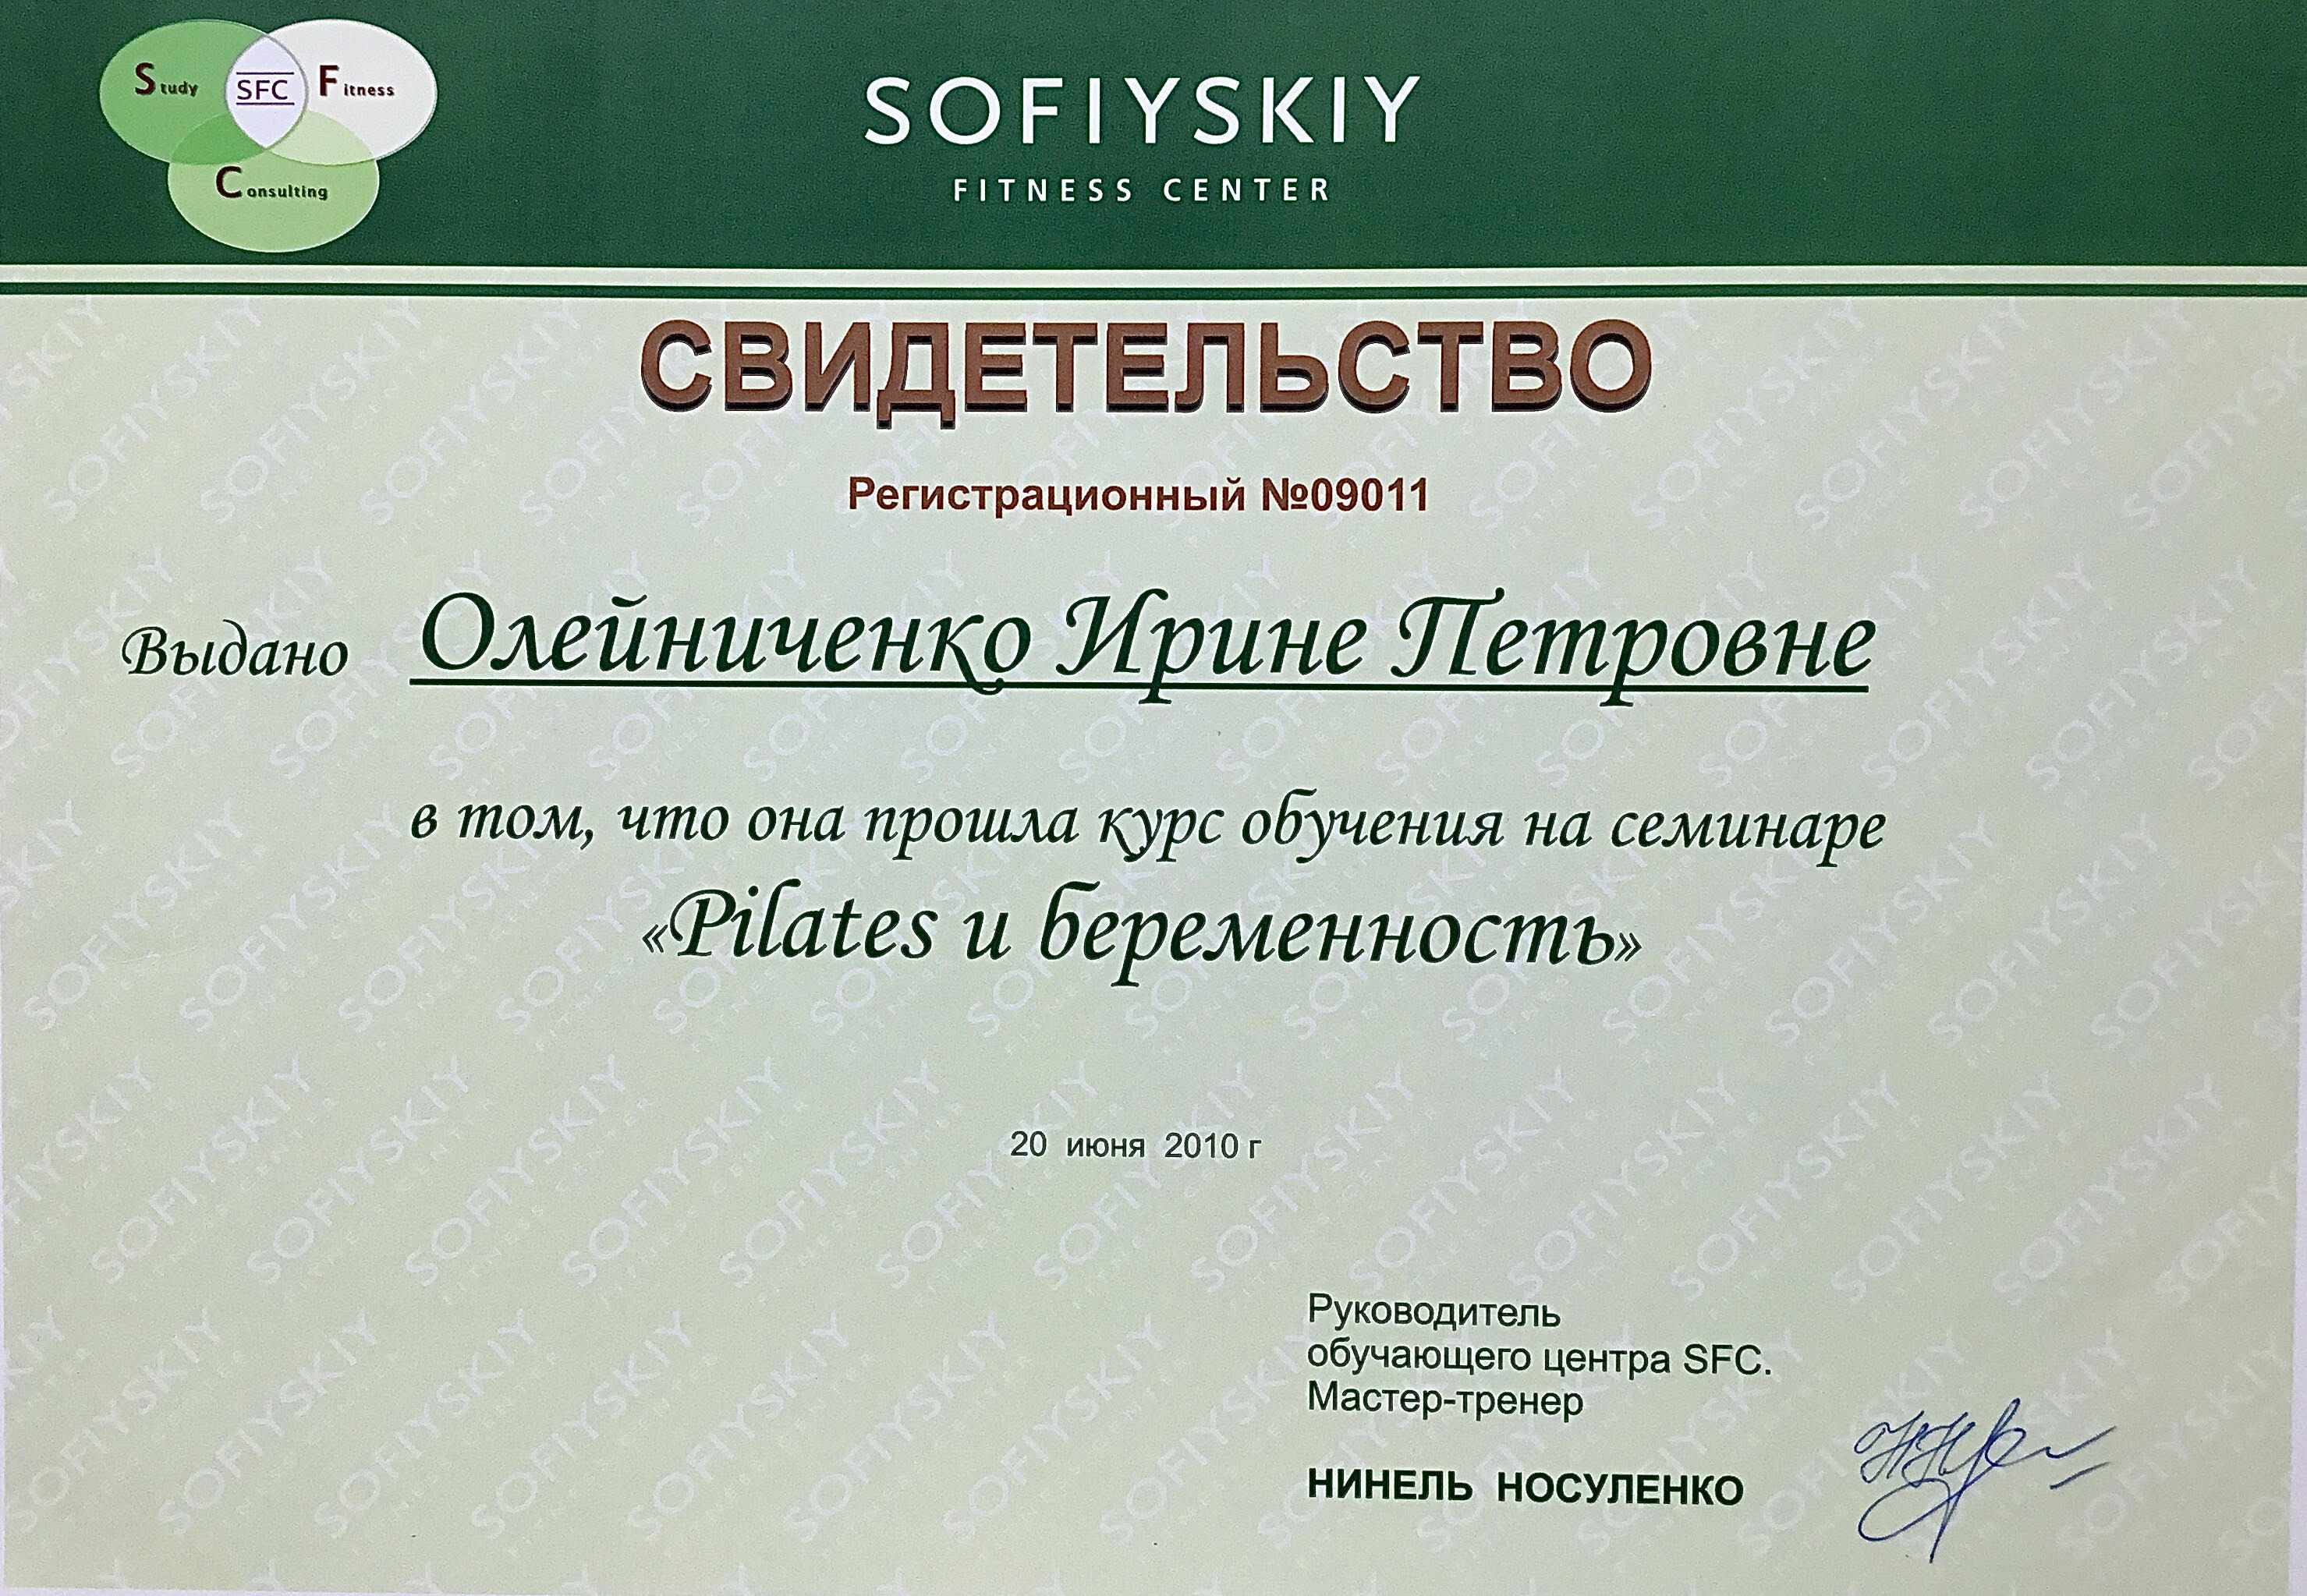 Study SFC Fitness
Consulting
SOFIYSKIY
FITNESS CENTER
СВИДЕТЕЛЬСТВО
Регистрационный №09011
Выдано Олейниченко Ирине Петровне
в том, что она прошла курс обучения на семинаре
«Pilates и беременность»
20 июня 2010 г
Руководитель
обучающего центра SFC.
Мастер-тренер
НИНЕЛЬ НОСУЛЕНКО